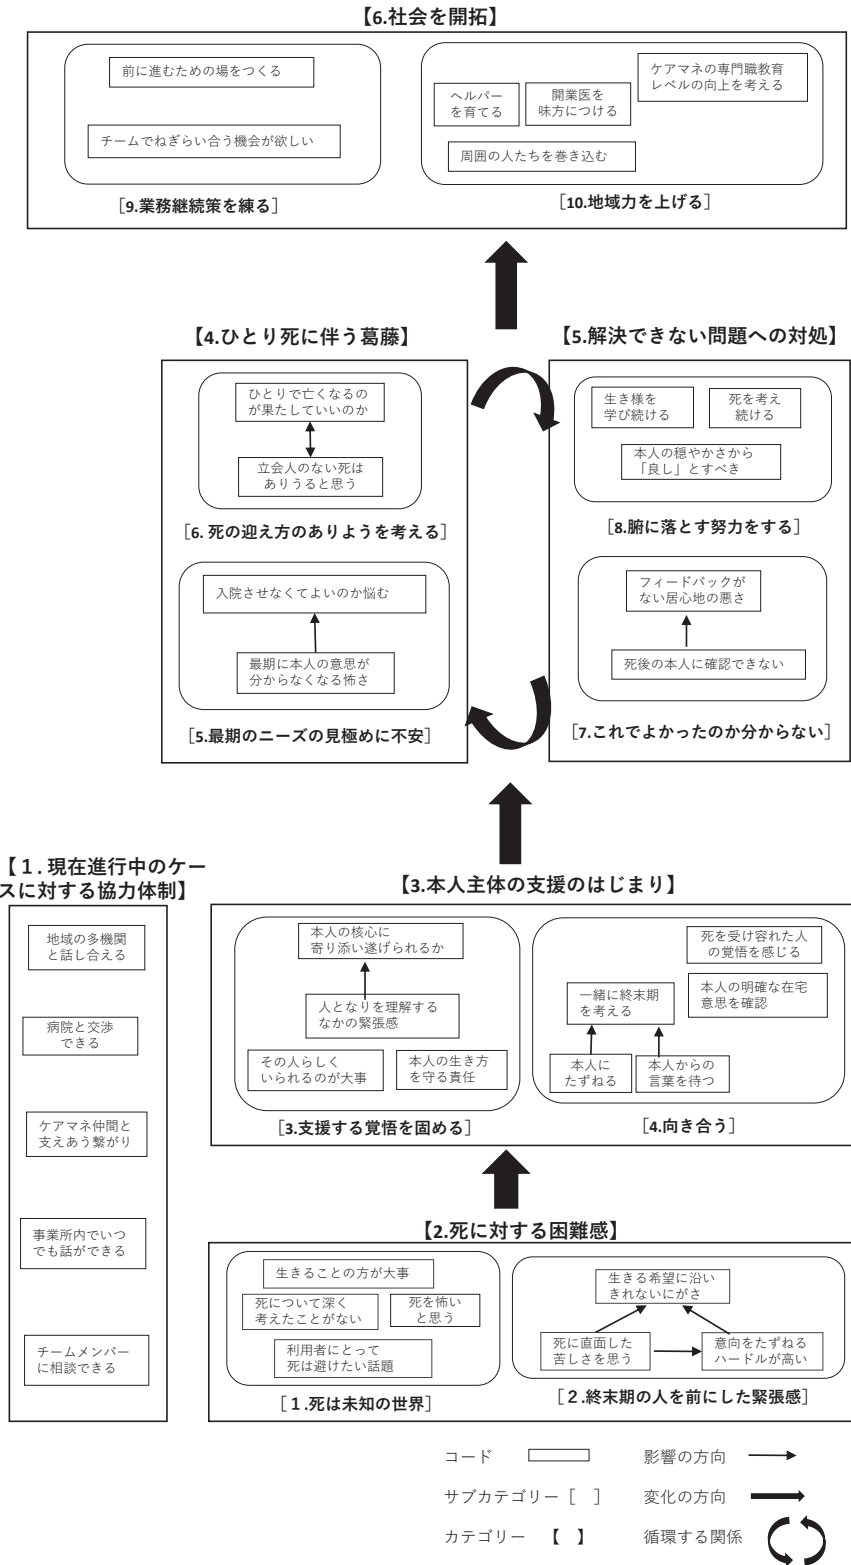 【6.社会を開拓】
前に進むための場をつくる
チームでねぎらい合う機会が欲しい
[9.業務継続策を練る]
ケアマネの専門職教育
レベルの向上を考える
ヘルパー
を育てる
開業医を
味方につける
周囲の人たちを巻き込む
[10.地域力を上げる]
【4.ひとり死に伴う葛藤】
ひとりで亡くなるの
が果たしていいのか
立会人のない死は
ありうると思う
[6. 死の迎え方のありようを考える]
入院させなくてよいのか悩む
最期に本人の意思が
分からなくなる怖さ
[5.最期のニーズの見極めに不安]
【5.解決できない問題への対処】
生き様を
学び続ける
死を考え
続ける
本人の穏やかさから
「良し」とすべき
[8.腑に落とす努力をする]
フィードバックが
ない居心地の悪さ
死後の本人に確認できない
[7.これでよかったのか分からない]
【１. 現在進行中のケー
スに対する協力体制】
地域の多機関
と話し合える
病院と交渉
できる
ケアマネ仲間と
支えあう繋がり
事業所内でいつ
でも話ができる
チームメンバー
に相談できる
【3.本人主体の支援のはじまり】
本人の核心に
寄り添い遂げられるか
人となりを理解する
なかの緊張感
その人らしく
いられるのが大事
本人の生き方
を守る責任
[3.支援する覚悟を固める]
死を受け容れた人
の覚悟を感じる
一緒に終末期
を考える
本人の明確な在宅
意思を確認
本人に
たずねる
本人からの
言葉を待つ
[4.向き合う]
【2.死に対する困難感】
生きることの方が大事
死について深く
考えたことがない
死を怖い
と思う
利用者にとって
死は避けたい話題
[１.死は未知の世界]
生きる希望に沿い
きれないにがさ
死に直面した
苦しさを思う
意向をたずねる
ハードルが高い
[２.終末期の人を前にした緊張感]
コード
影響の方向
サブカテゴリー [ ]
変化の方向
カテゴリー 【 】
循環する関係